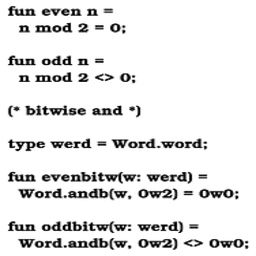 fun even n =
n mod 2 = 0;
fun odd n =
n mod 2 <> 0;
(* bitwise and *)
type werd = Word.word;
fun evenbitw(w: werd) =
Word.andb(w, 0w2) = 0w0;
fun oddbitw(w: werd) =
Word.andb(w, 0w2) <> 0w0;